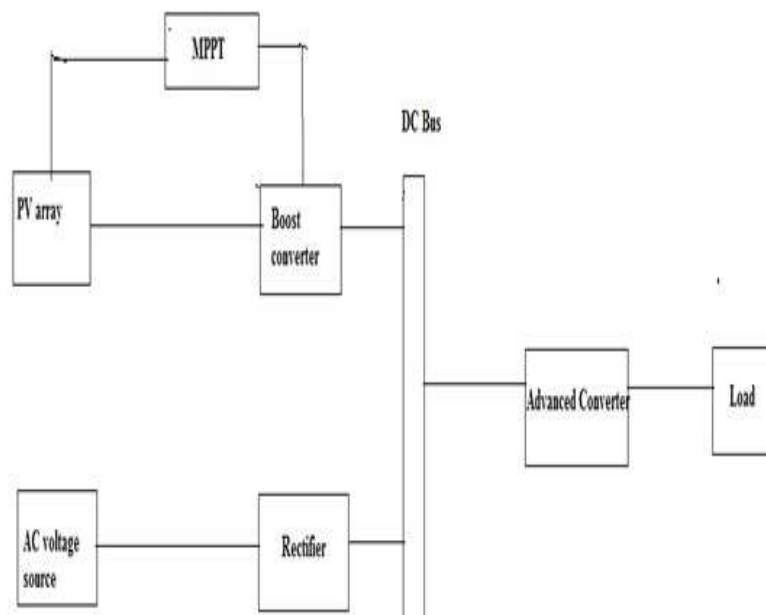 MPPT
DC Bus
PV array
Boost
converter
Advanced Converter
Load
AC voltage
source
Rectifier